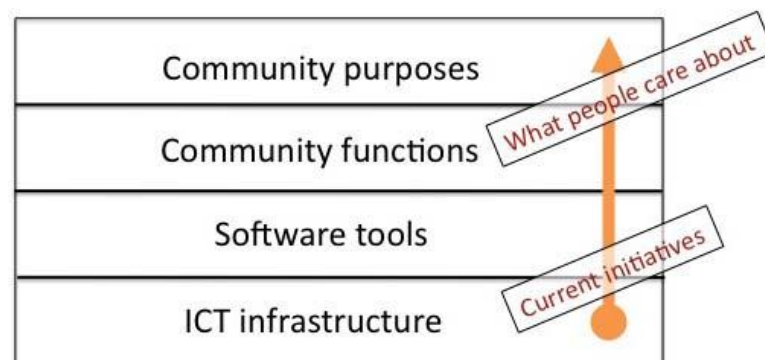 Community purposes
What people care about
Community functions
Software tools
Current initiatives
ICT infrastructure